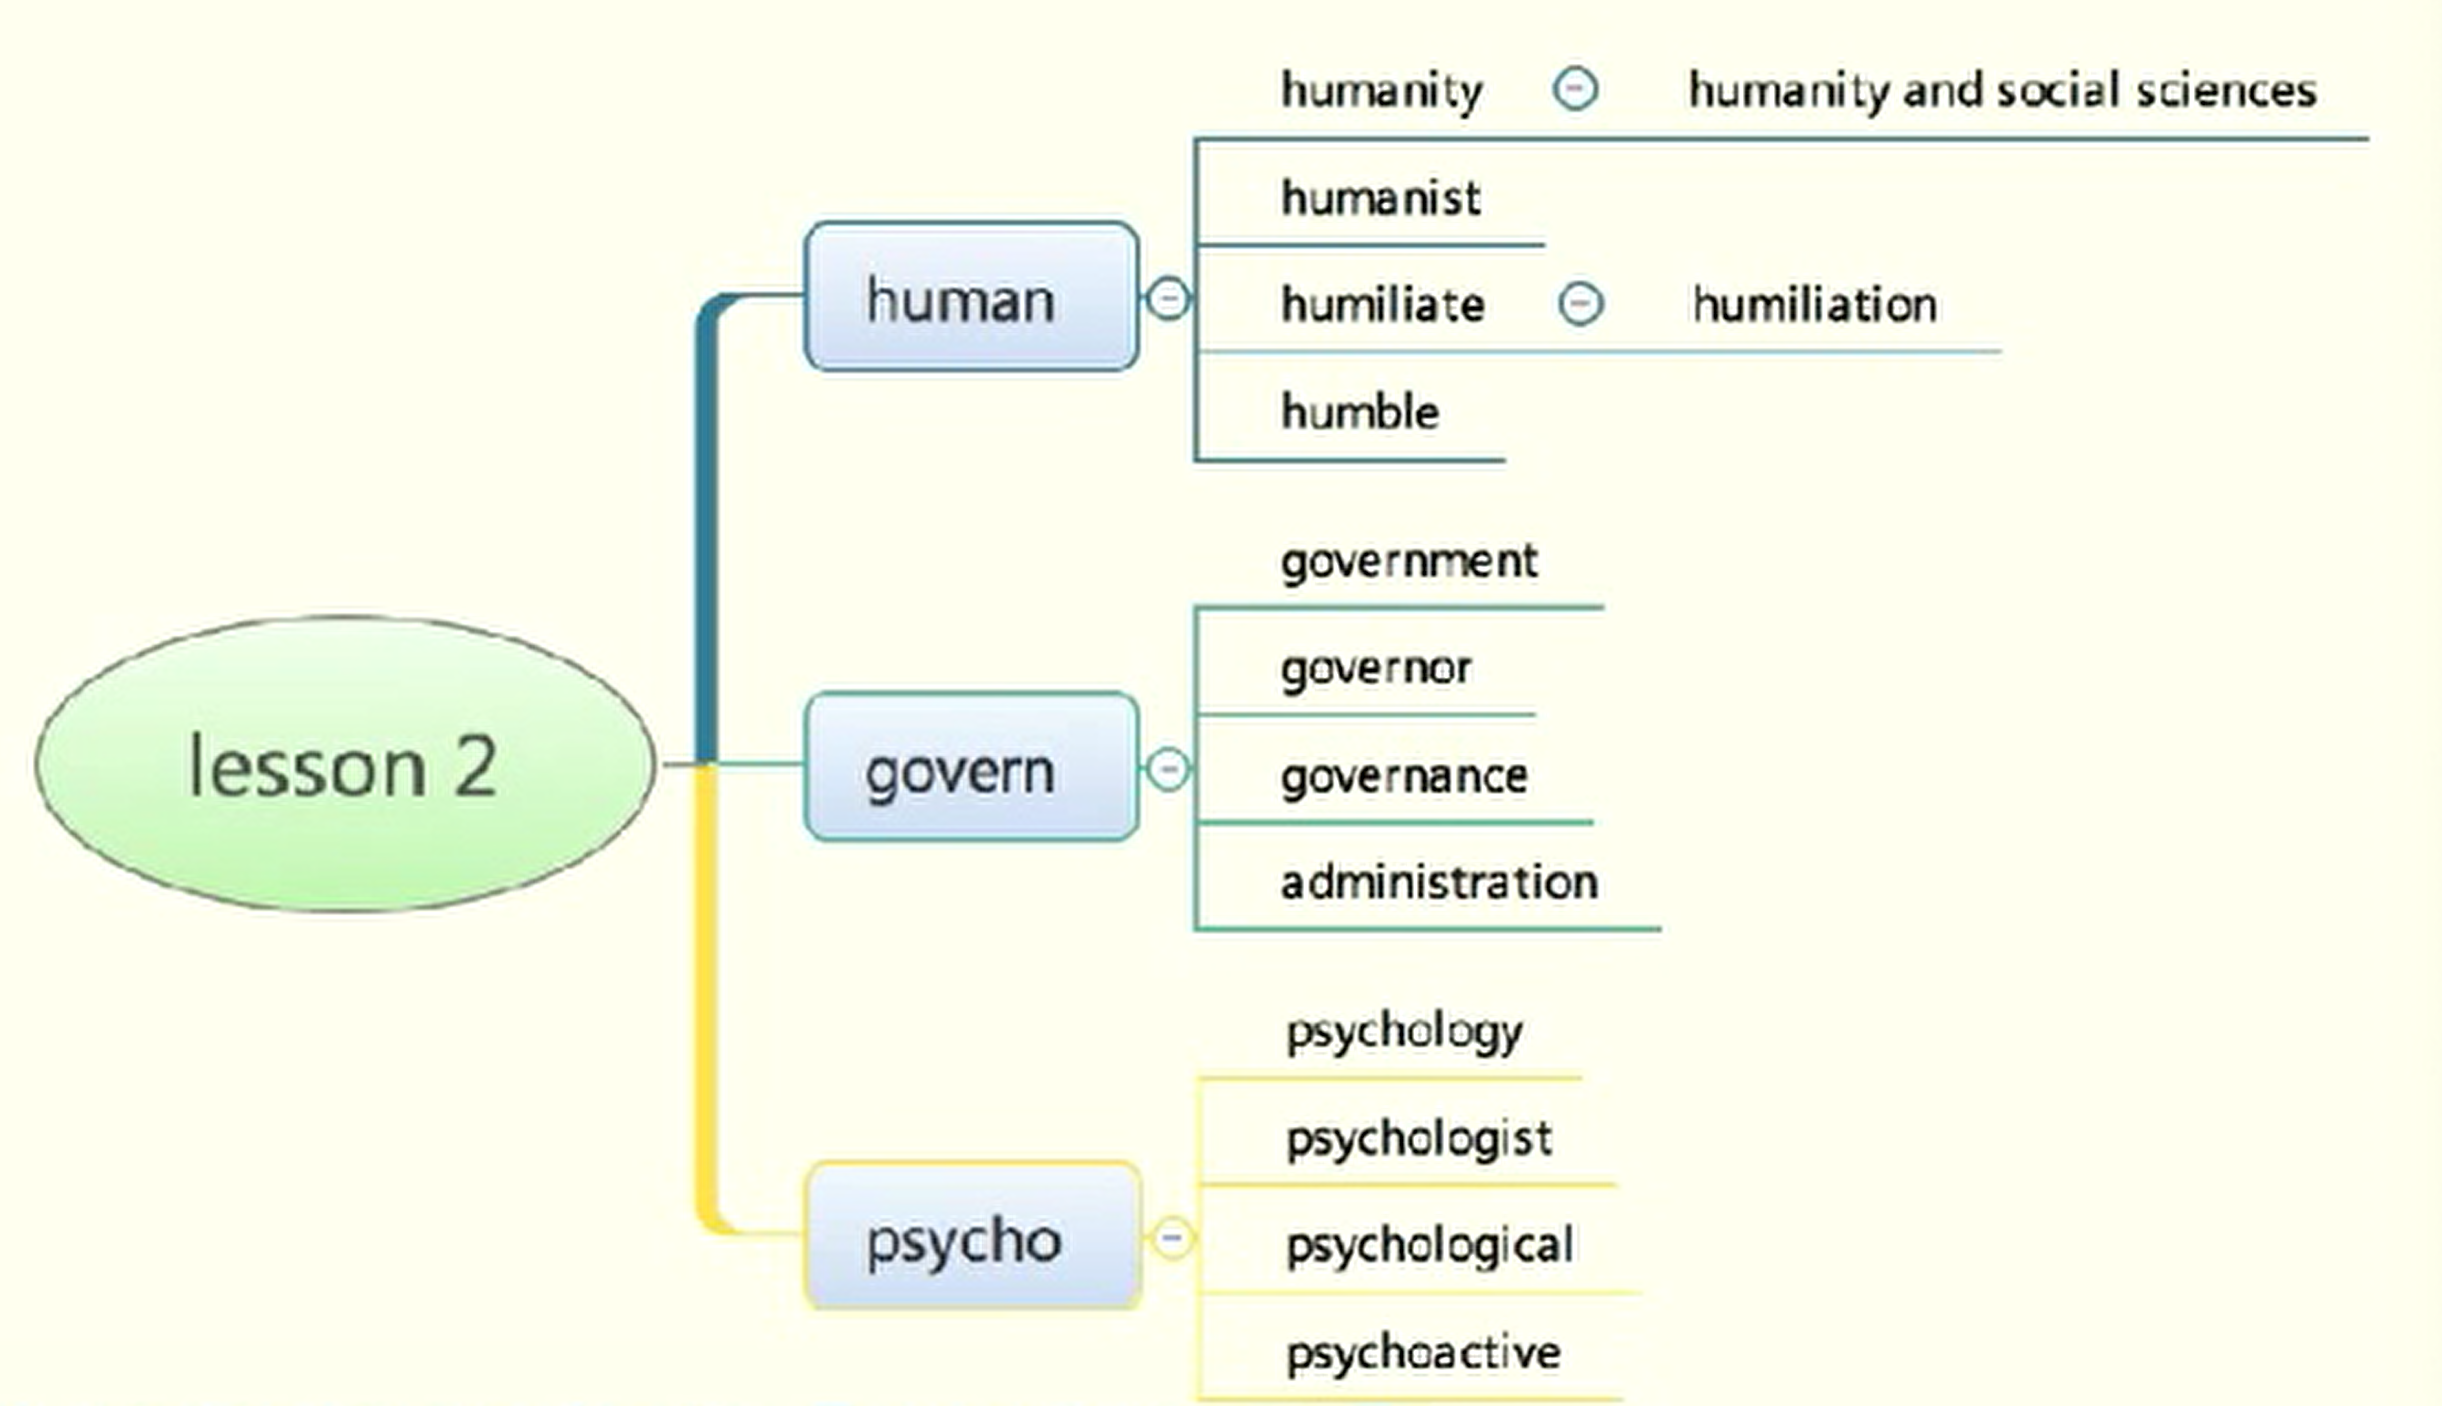 humanity humanity and social sciences
humanist
human
humiliate humiliation
humble
government
governor
lesson 2
govern
governance
administration
psychology
psychologist
psycho
psychological
psychoactive